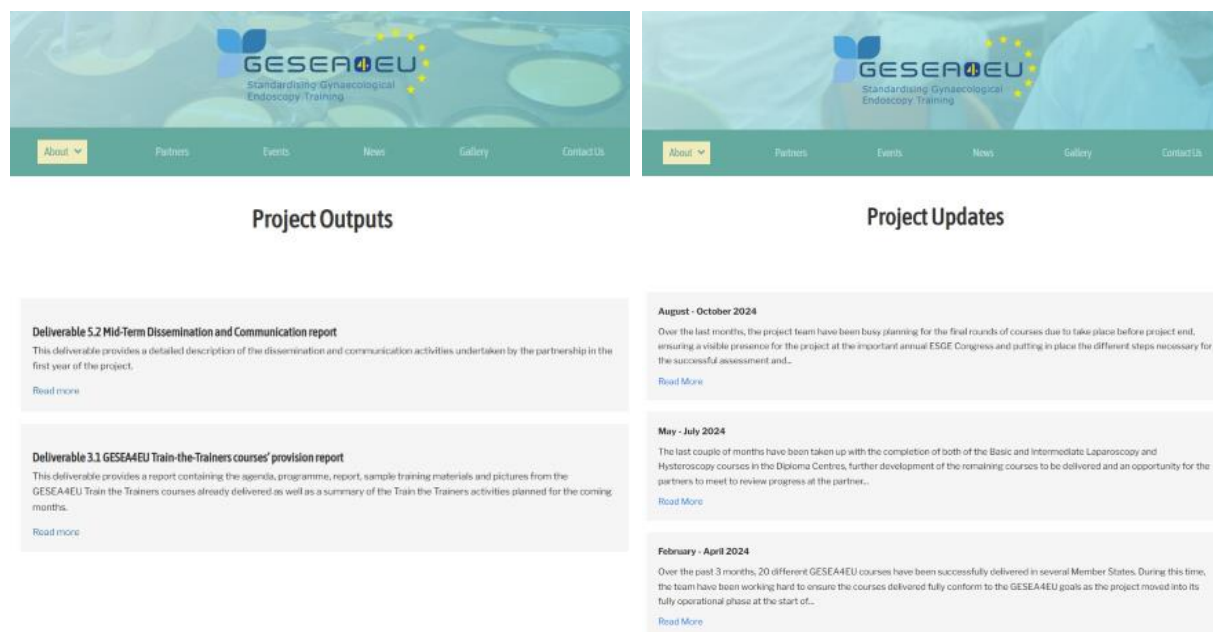 GESEA4EU
Standardising Gynaecological
Endoscopy Training
About
Partners
Events
News
Gallery
Contact Us
Project Outputs
Deliverable 5.2 Mid-Term Dissemination and Communication report
This deliverable provides a detailed description of the dissemination and communication activities undertaken by the partnership in the
first year of the project.
Read more
Deliverable 3.1 GESEA4EU Train-the-Trainers courses' provision report
This deliverable provides a report containing the agenda, programme, report, sample training materials and pictures from the
GESEA4EU Train the Trainers courses already delivered as well as a summary of the Train the Trainers activities planned for the coming
months.
Read more
GESEA4EU
Standardising Gynaecological
Endoscopy Training
About
Partners
Events
News
Gallery
Contact Us
Project Updates
August - October 2024
Over the last months, the project team have been busy planning for the final rounds of courses due to take place before project end,
ensuring a visible presence for the project at the important annual ESGE Congress and putting in place the different steps necessary for
the successful assessment and...
Read More
May - July 2024
The last couple of months have been taken up with the completion of both of the Basic and Intermediate Laparoscopy and
Hysteroscopy courses in the Diploma Centres, further development of the remaining courses to be delivered and an opportunity for the
partners to meet to review progress at the partner...
Read More
February - April 2024
Over the past 3 months, 20 different GESEA4EU courses have been successfully delivered in several Member States. During this time,
the team have been working hard to ensure the courses delivered fully conform to the GESEA4EU goals as the project moved into its
fully operational phase at the start of...
Read More